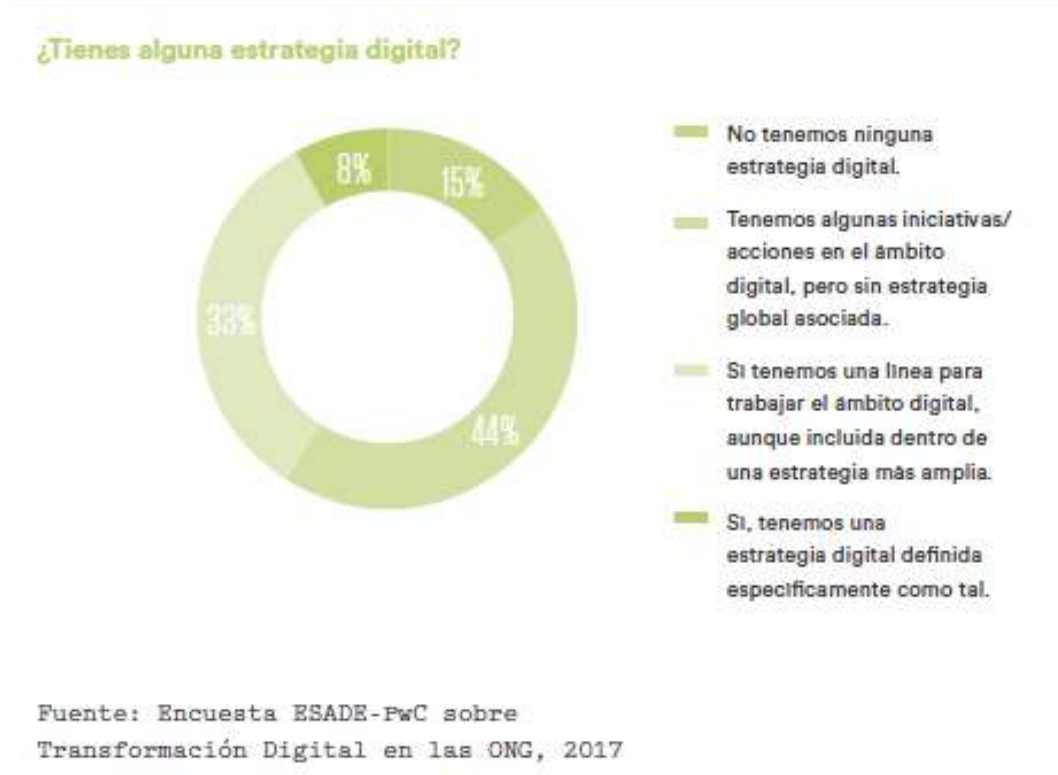 ¿Tienes alguna estrategia digital?
8%
15%
33%
44%
No tenemos ninguna
estrategia digital.
Tenemos algunas iniciativas/
acciones en el ámbito
digital, pero sin estrategia
global asociada.
Sí tenemos una línea para
trabajar el ámbito digital,
aunque incluida dentro de
una estrategia más amplia.
Sí, tenemos una
estrategia digital definida
específicamente como tal.
Fuente: Encuesta ESADE-PwC sobre
Transformación Digital en las ONG, 2017